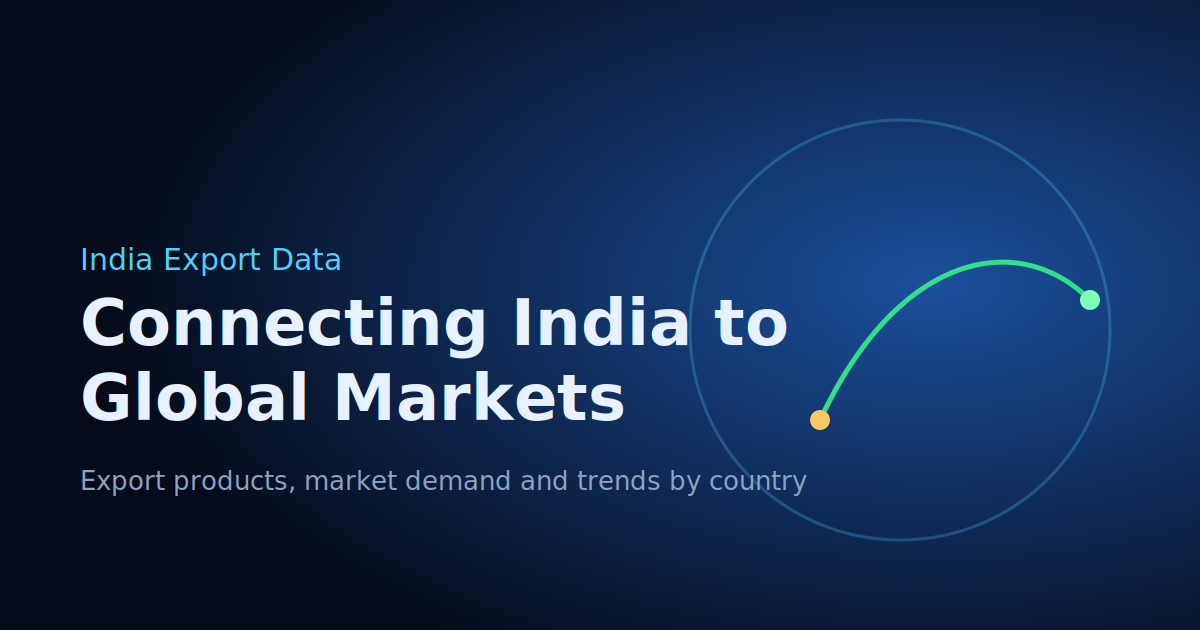 India Export Data
Connecting India to
Global Markets
Export products, market demand and trends by country